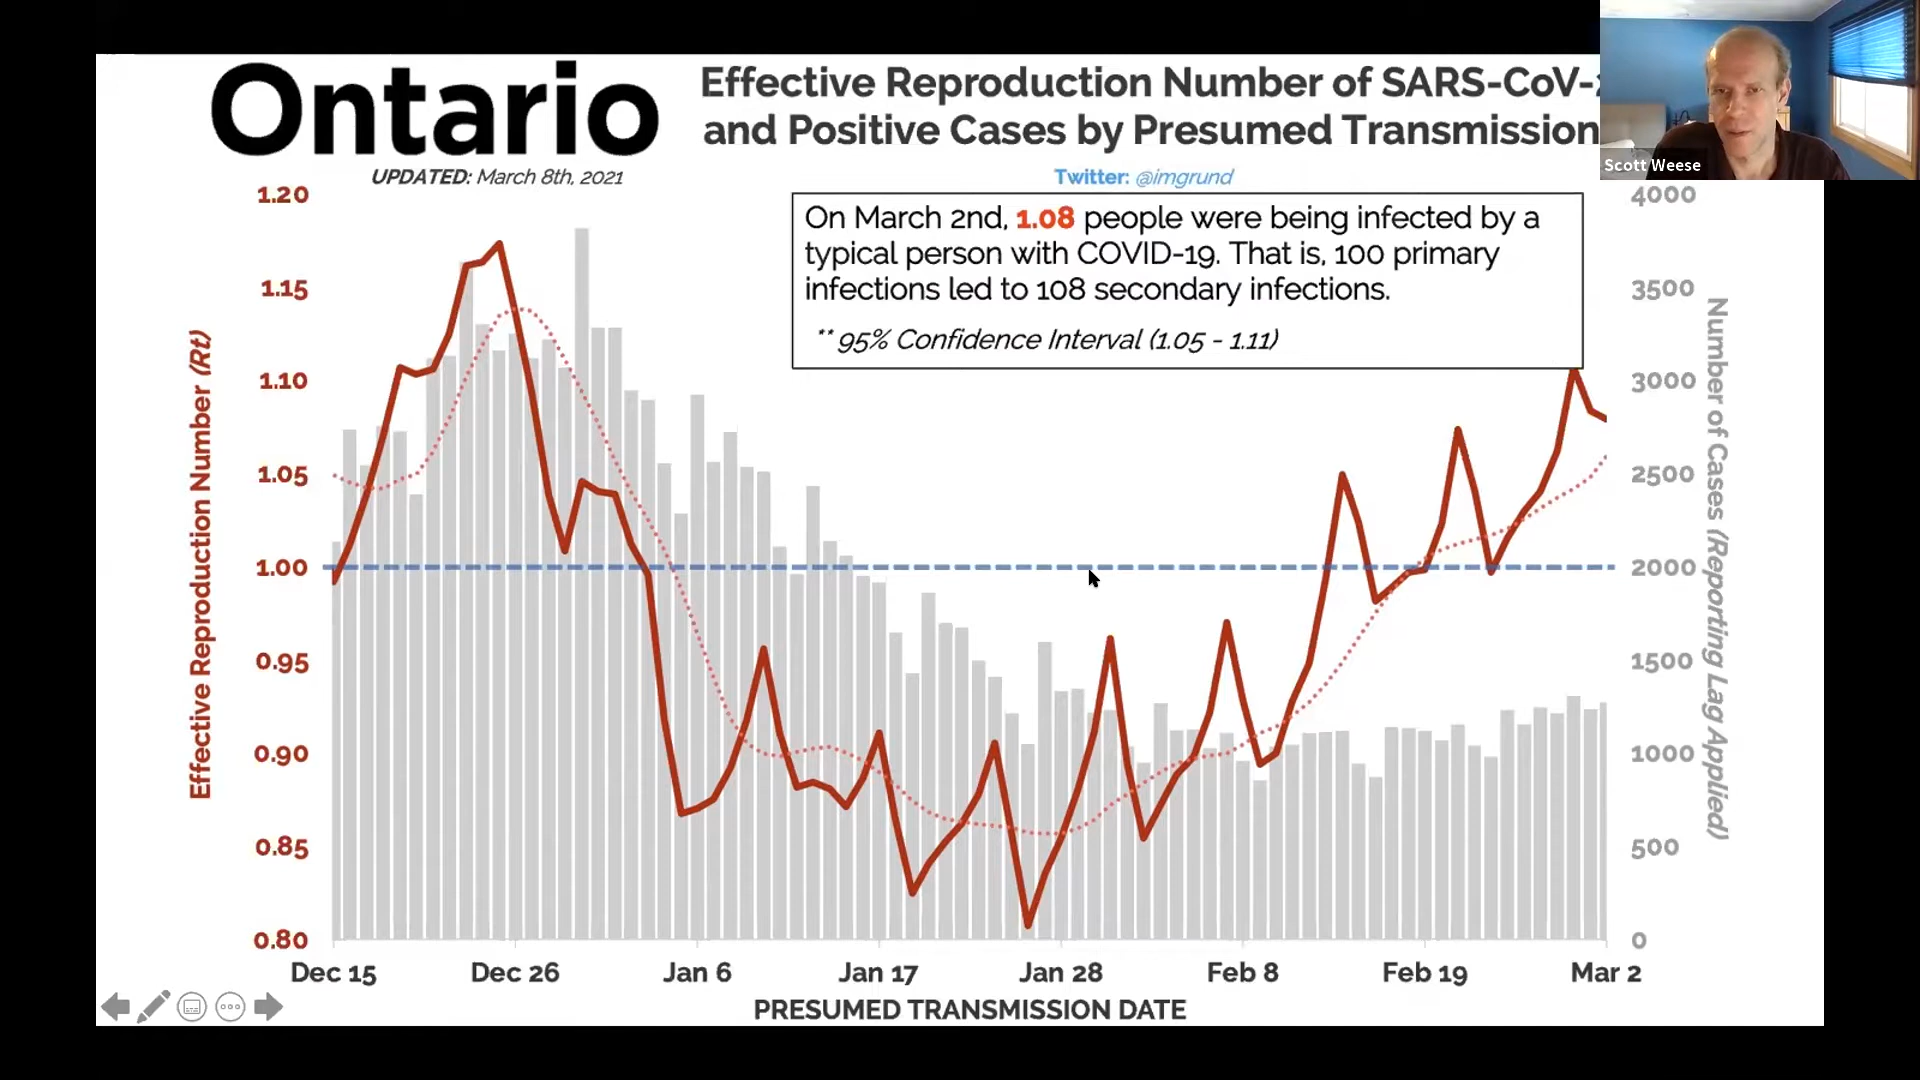 Ontario
UPDATED: March 8th, 2021
Effective Reproduction Number of SARS-CoV-2
and Positive Cases by Presumed Transmission
Twitter: @imgrund
Scott Weese
On March 2nd, 1.08 people were being infected by a
typical person with COVID-19. That is, 100 primary
infections led to 108 secondary infections.
** 95% Confidence Interval (1.05 - 1.11)
Effective Reproduction Number (Rt)
1.20
1.15
1.10
1.05
1.00
0.95
0.90
0.85
0.80
4000
3500
3000
2500
2000
1500
1000
500
0
Number of Cases (Reporting Lag Applied)
Dec 15
Dec 26
Jan 6
Jan 17
Jan 28
Feb 8
Feb 19
Mar 2
PRESUMED TRANSMISSION DATE